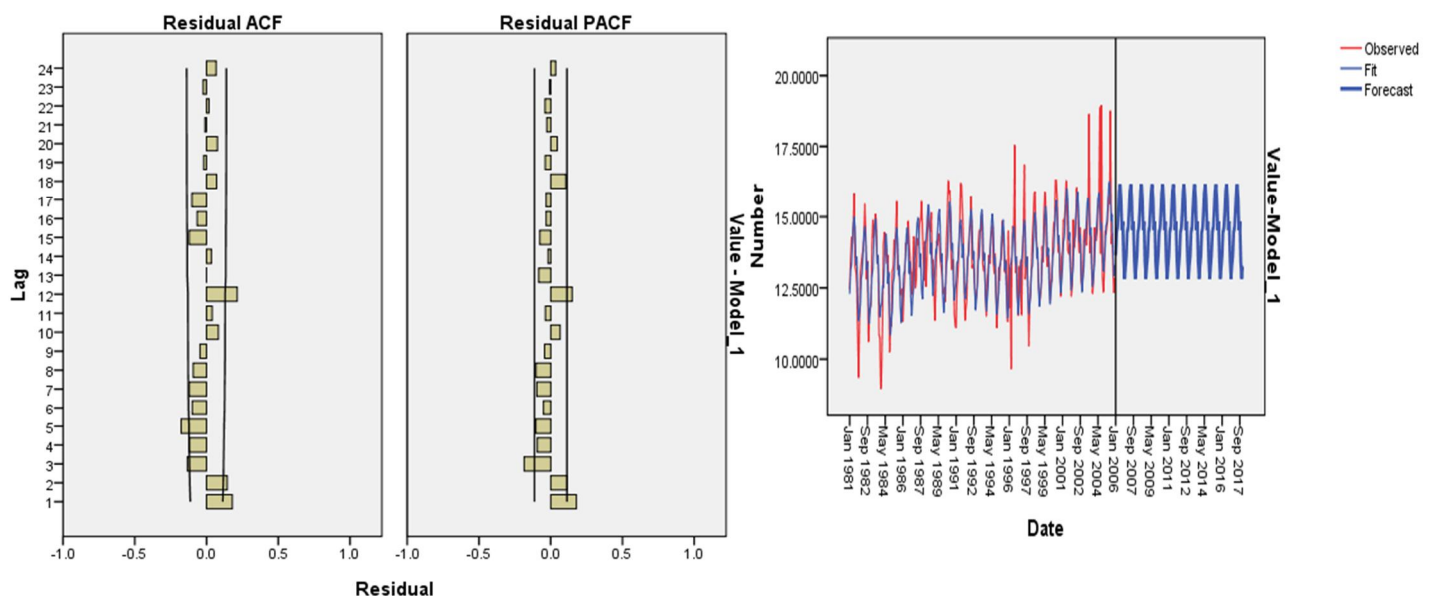 Residual ACF
Residual PACF
Lag
24
23
22
21
20
19
18
17
16
15
14
13
12
11
10
9
8
7
6
5
4
3
2
1
-1.0
-0.5
0.0
0.5
1.0
-1.0
-0.5
0.0
0.5
1.0
Residual
Value - Model_1
Number
20.0000
17.5000
15.0000
12.5000
10.0000
Jan 1981
Sep 1982
May 1984
Jan 1986
Sep 1987
May 1989
Jan 1991
Sep 1992
May 1994
Jan 1996
Sep 1997
May 1999
Jan 2001
Sep 2002
May 2004
Jan 2006
Sep 2007
May 2009
Jan 2011
Sep 2012
May 2014
Jan 2016
Sep 2017
Date
Value-Model_1
Observed
Fit
Forecast